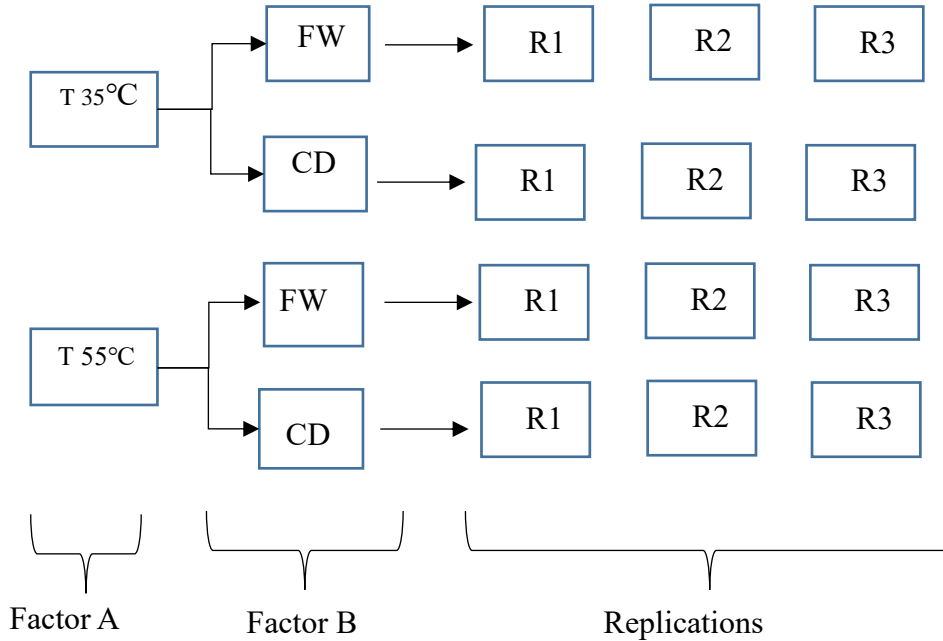 FW R1 R2 R3
T 35°C
CD R1 R2 R3
FW R1 R2 R3
T 55°C
CD R1 R2 R3
Factor A Factor B Replications